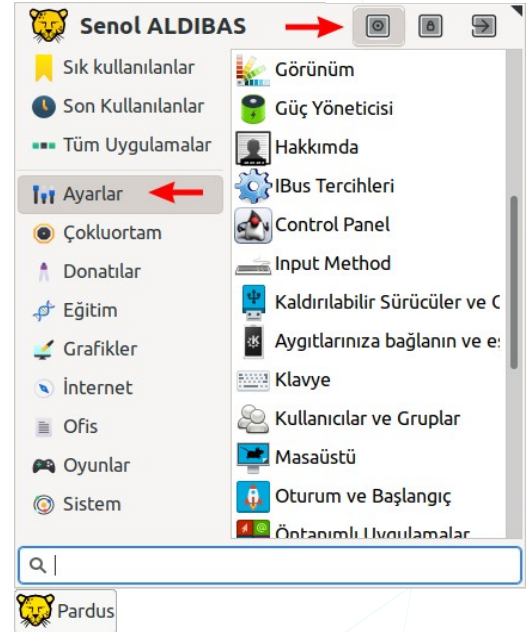 Senol ALDIBAS
Sık kullanılanlar
Son Kullanılanlar
Tüm Uygulamalar
Ayarlar
Çokluortam
Donatılar
Eğitim
Grafikler
İnternet
Ofis
Oyunlar
Sistem
Görünüm
Güç Yöneticisi
Hakkımda
IBus Tercihleri
Control Panel
Input Method
Kaldırılabilir Sürücüler ve
Aygıtlarınıza bağlanın ve
Klavye
Kullanıcılar ve Gruplar
Masaüstü
Oturum ve Başlangıç
Öntanımlı Uygulamalar
Pardus